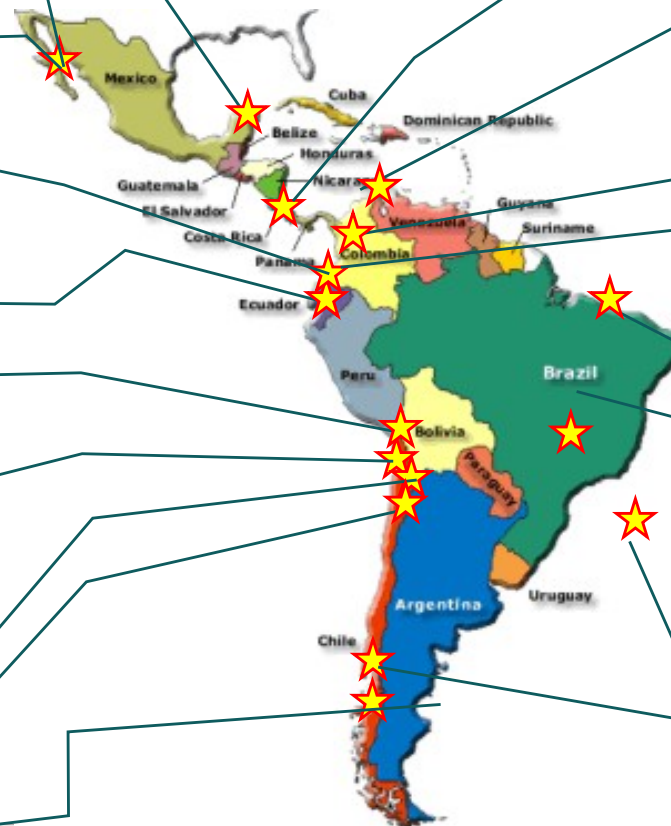 Mexico
Cuba
Dominican Republic
Belize
Honduras
Guatemala
El Salvador
Costa Rica
Panama
Venezuela
Guyana
Suriname
Colombia
Ecuador
Peru
Brazil
Bolivia
Paraguay
Argentina
Uruguay
Chile